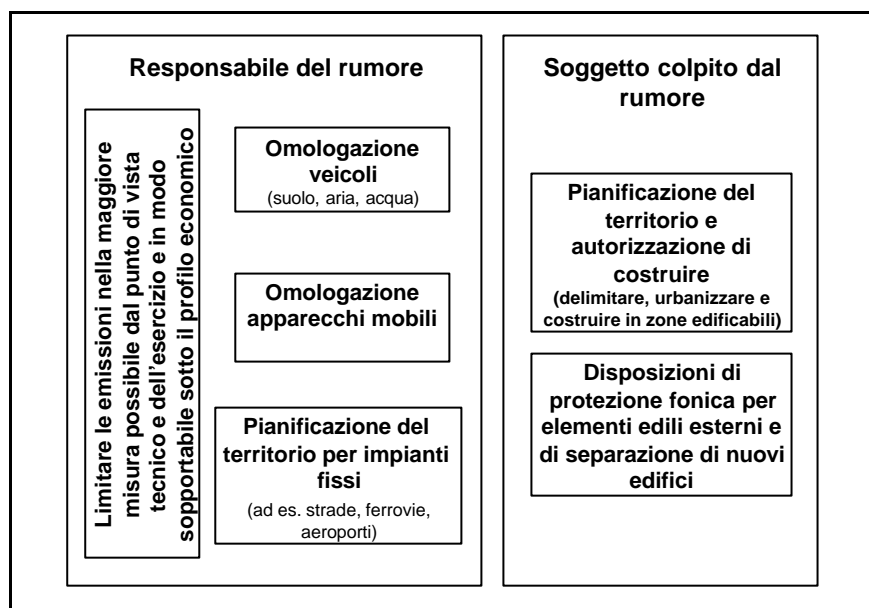 Responsabile del rumore
Limitare le emissioni nella maggiore
misura possibile dal punto di vista
tecnico e dell'esercizio e in modo
sopportabile sotto il profilo economico
Omologazione
veicoli
(suolo, aria, acqua)
Omologazione
apparecchi mobili
Pianificazione del
territorio per impianti
fissi
(ad es. strade, ferrovie,
aeroporti)
Soggetto colpito dal
rumore
Pianificazione del
territorio e
autorizzazione di
costruire
(delimitare, urbanizzare e
costruire in zone edificabili)
Disposizioni di
protezione fonica per
elementi edili esterni e
di separazione di nuovi
edifici